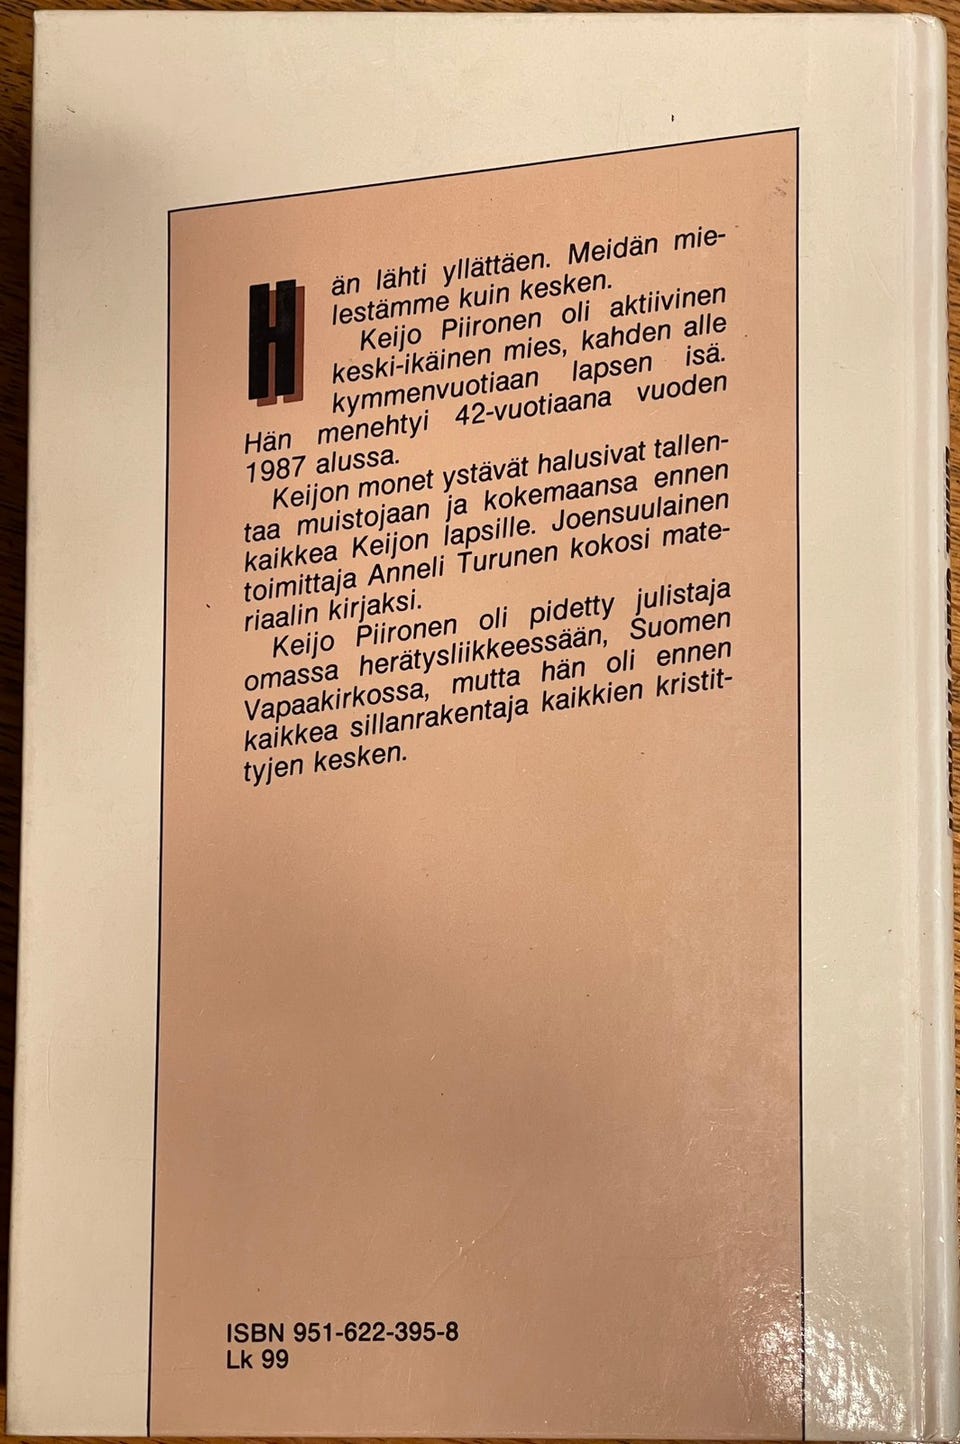 Hän lähti yllättäen. Meidän mie-
lestämme kuin kesken.
Keijo Piironen oli aktiivinen
keski-ikäinen mies, kahden alle
kymmenvuotiaan lapsen isä.
Hän menehtyi 42-vuotiaana vuoden
1987 alussa.
Keijon monet ystävät halusivat tallen-
taa muistojaan ja kokemaansa ennen
kaikkea Keijon lapsille. Joensuulainen
toimittaja Anneli Turunen kokosi mate-
riaalin kirjaksi.
Keijo Piironen oli pidetty julistaja
omassa herätysliikkeessään, Suomen
Vapaakirkossa, mutta hän oli ennen
kaikkea sillanrakentaja kaikkien kristit-
tyjen kesken.
ISBN 951-622-395-8
Lk 99